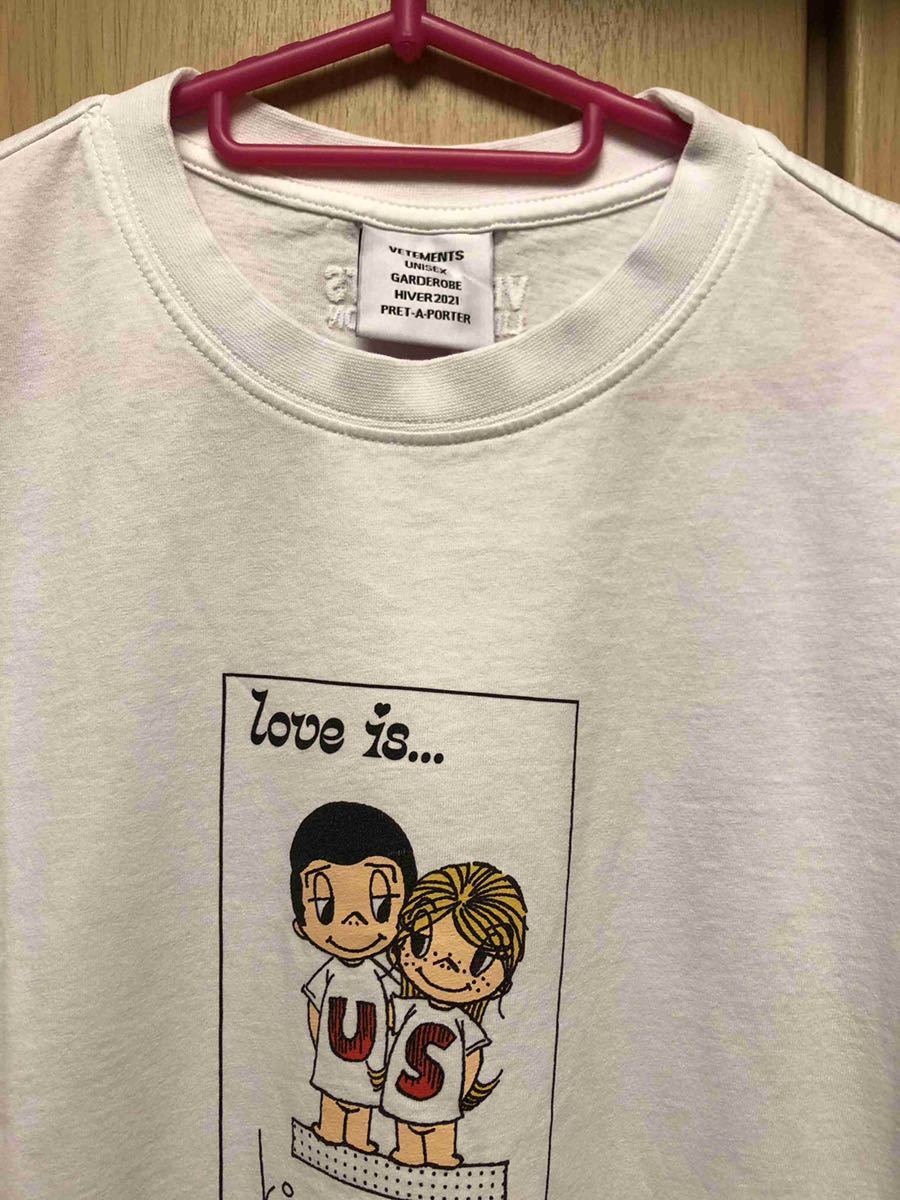 VETEMENTS
UNISEX
GARDEROBE
HIVER 2021
PRET-A-PORTER
love is...
U S